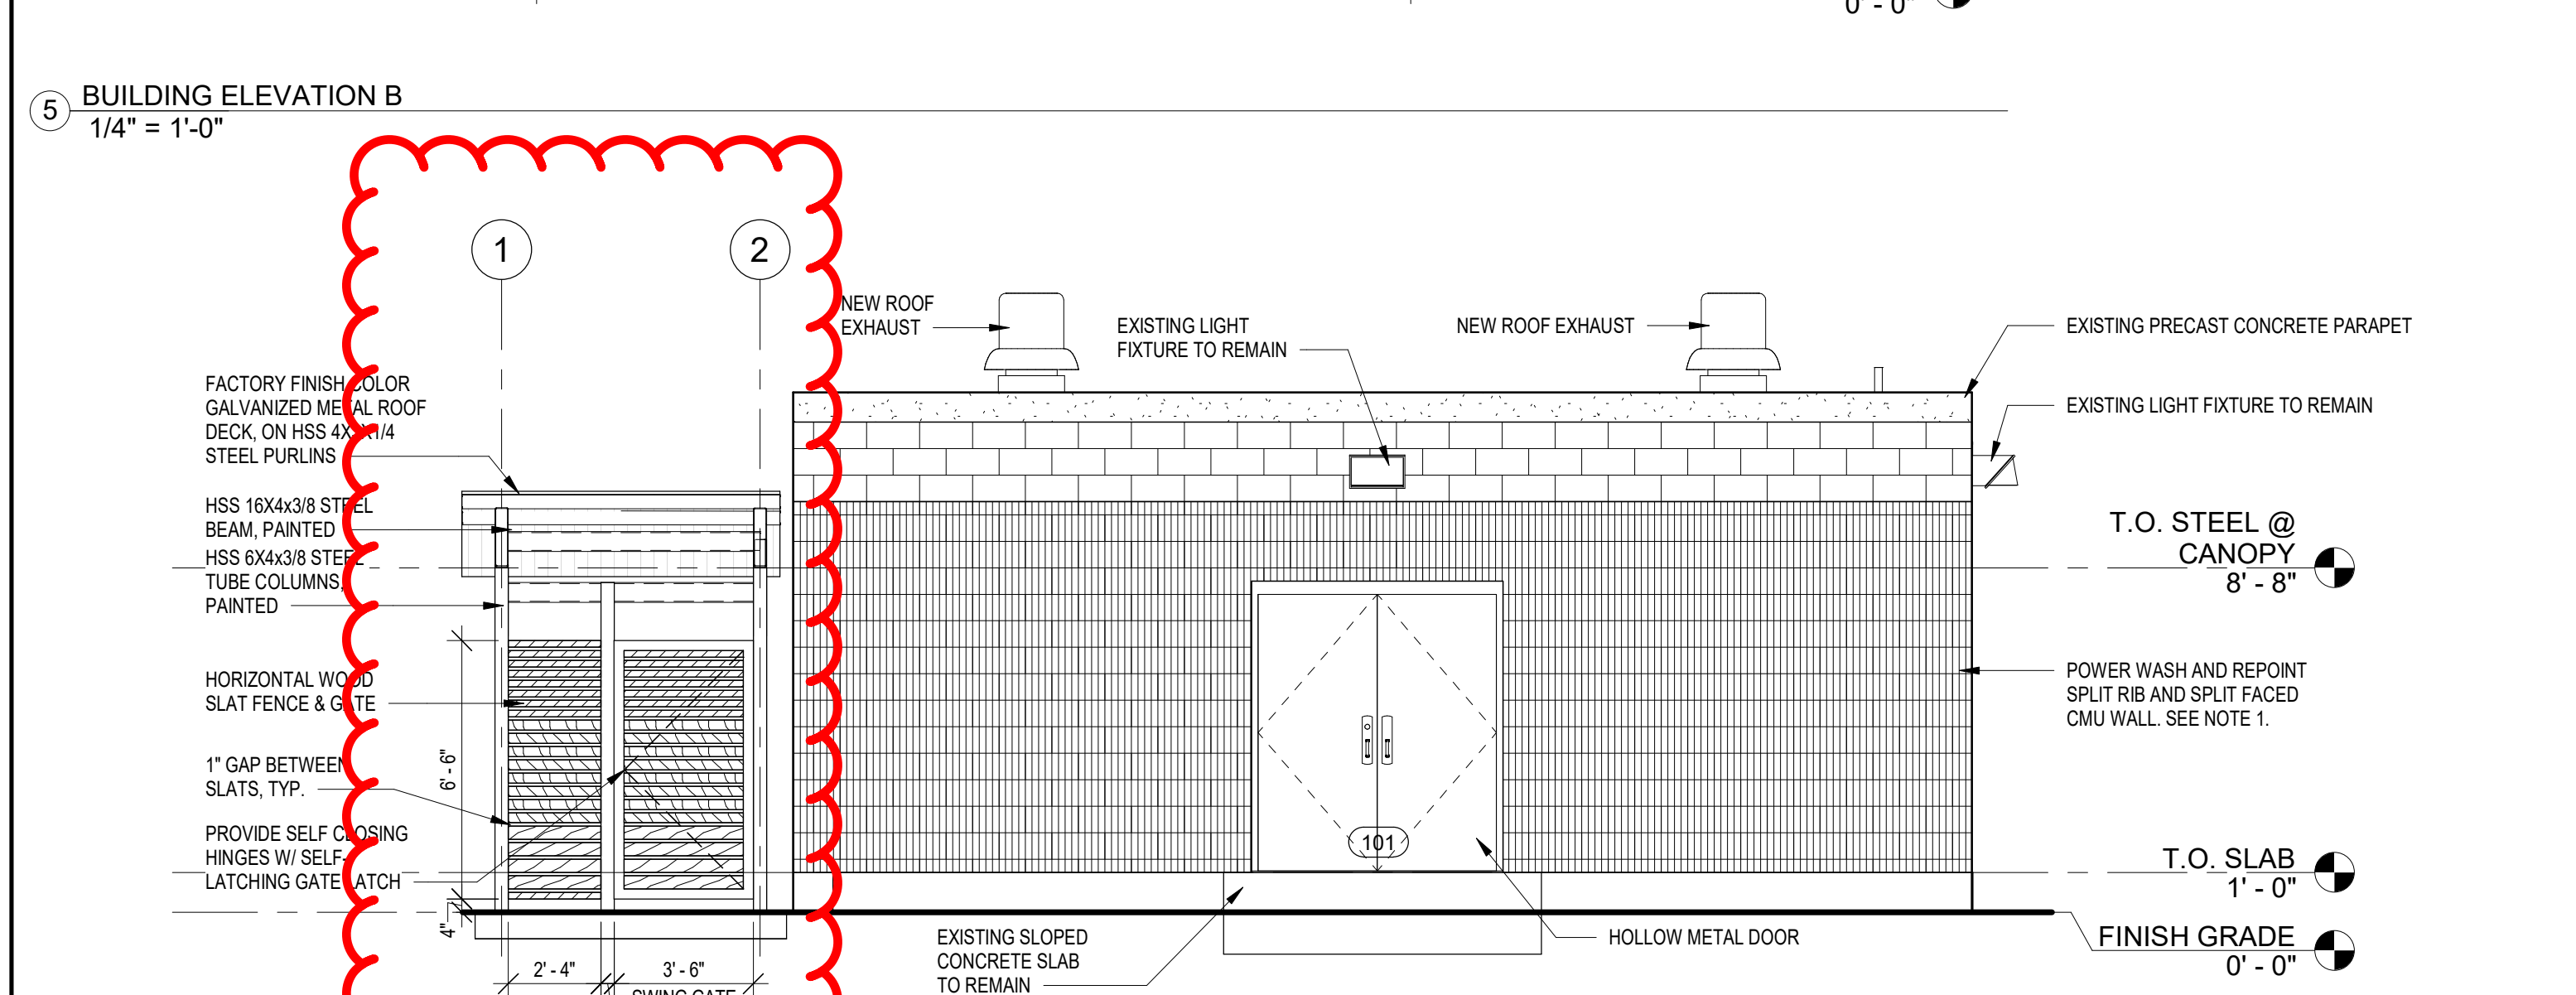 0' - 0"
5
BUILDING ELEVATION B
1/4" = 1'-0"
1
2
NEW ROOF
EXHAUST
EXISTING LIGHT
FIXTURE TO REMAIN
NEW ROOF EXHAUST
EXISTING PRECAST CONCRETE PARAPET
EXISTING LIGHT FIXTURE TO REMAIN
FACTORY FINISH COLOR
GALVANIZED METAL ROOF
DECK, ON HSS
STEEL PURLINS
HSS 16X4x3/8 STEEL
BEAM, PAINTED
HSS 6X4x3/8 STEEL
TUBE COLUMNS,
PAINTED
HORIZONTAL WOOD
SLAT FENCE & GATE
1" GAP BETWEEN
SLATS, TYP.
PROVIDE SELF CLOSING
HINGES W/ SELF-
LATCHING GATE LATCH
6' - 6"
4"
2' - 4"
3' - 6"
SWING GATE
101
EXISTING SLOPED
CONCRETE SLAB
TO REMAIN
HOLLOW METAL DOOR
T.O. STEEL @
CANOPY
8' - 8"
POWER WASH AND REPOINT
SPLIT RIB AND SPLIT FACED
CMU WALL. SEE NOTE 1.
T.O. SLAB
1' - 0"
FINISH GRADE
0' - 0"